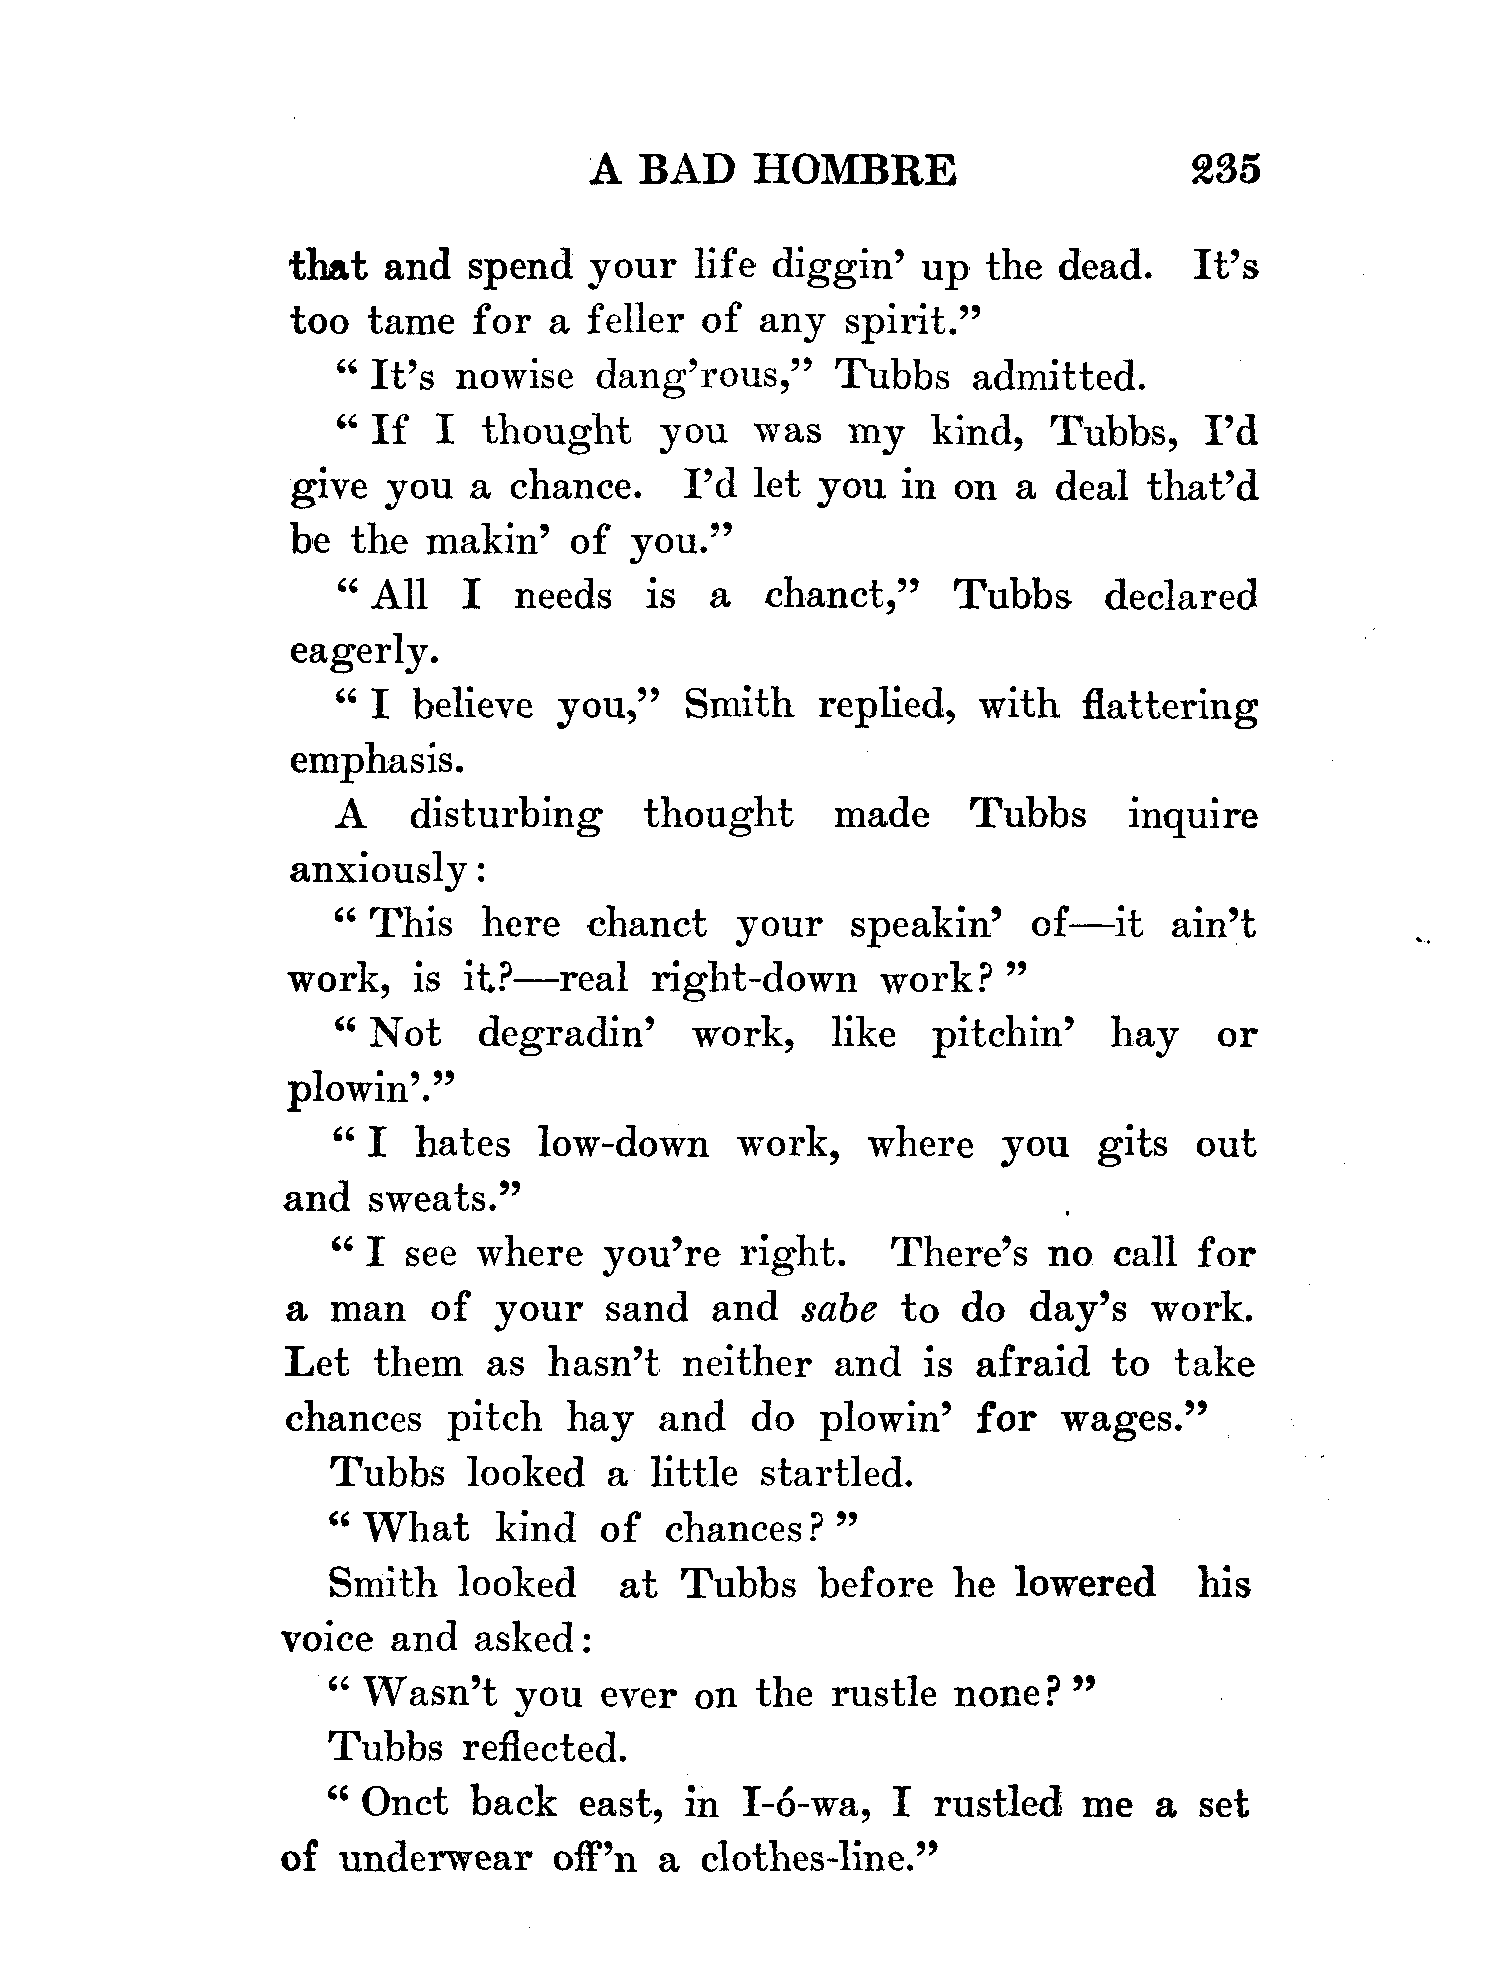 A BAD HOMBRE 235
that and spend your life diggin’ up the dead. It’s
too tame for a feller of any spirit.”
“ It’s nowise dang’rous,” Tubbs admitted.
“ If I thought you was my kind, Tubbs, I’d
give you a chance. I’d let you in on a deal that’d
be the makin’ of you.”
“ All I needs is a chanct,” Tubbs declared
eagerly.
“ I believe you,” Smith replied, with flattering
emphasis.
A disturbing thought made Tubbs inquire
anxiously :
“ This here chanct your speakin’ of—it ain’t
work, is it?—real right-down work? ”
“ Not degradin’ work, like pitchin’ hay or
plowin’.”
“ I hates low-down work, where you gits out
and sweats.”
“ I see where you’re right. There’s no call for
a man of your sand and sabe to do day’s work.
Let them as hasn’t neither and is afraid to take
chances pitch hay and do plowin’ for wages.”
Tubbs looked a little startled.
“ What kind of chances? ”
Smith looked at Tubbs before he lowered his
voice and asked :
“ Wasn’t you ever on the rustle none? ”
Tubbs reflected.
“ Onct back east, in I-ó-wa, I rustled me a set
of underwear off’n a clothes-line.”